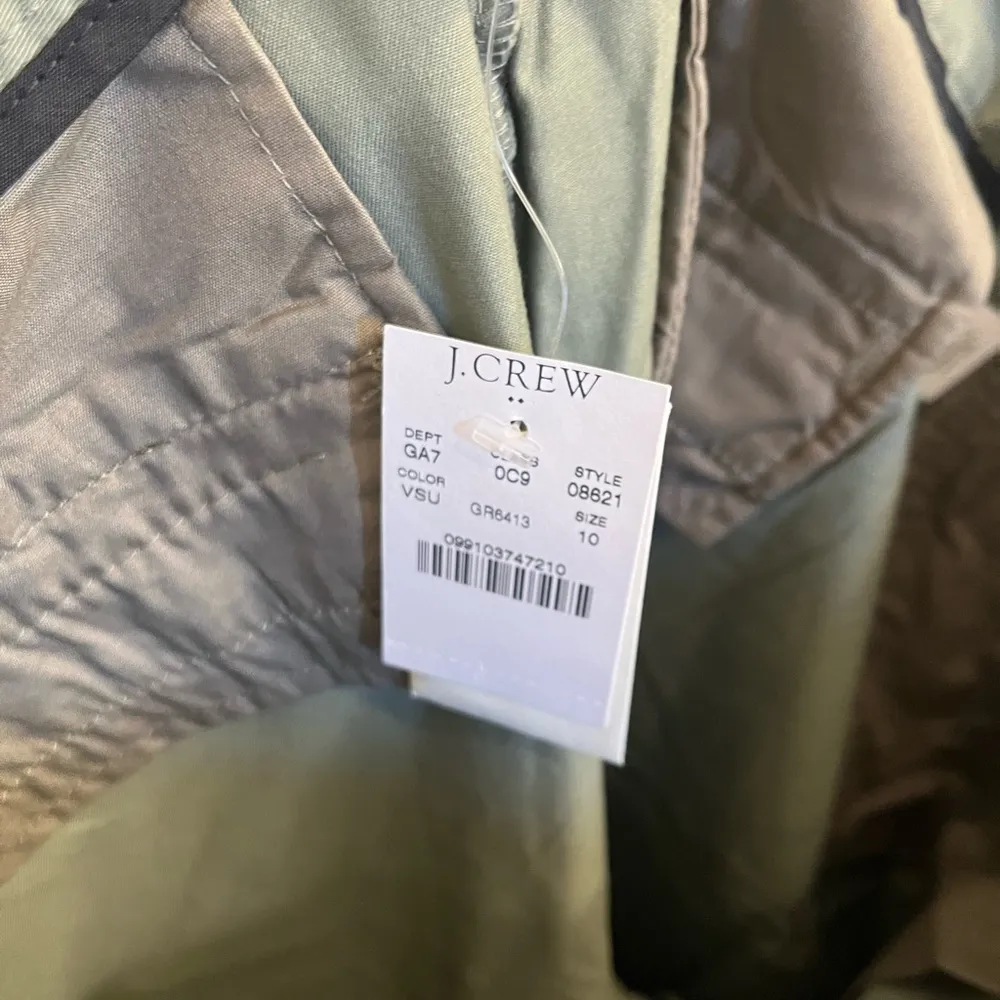 J.CREW
DEPT STYLE
GA7 0C9 08621
COLOR SIZE
VSU GR6413 10
099103747210